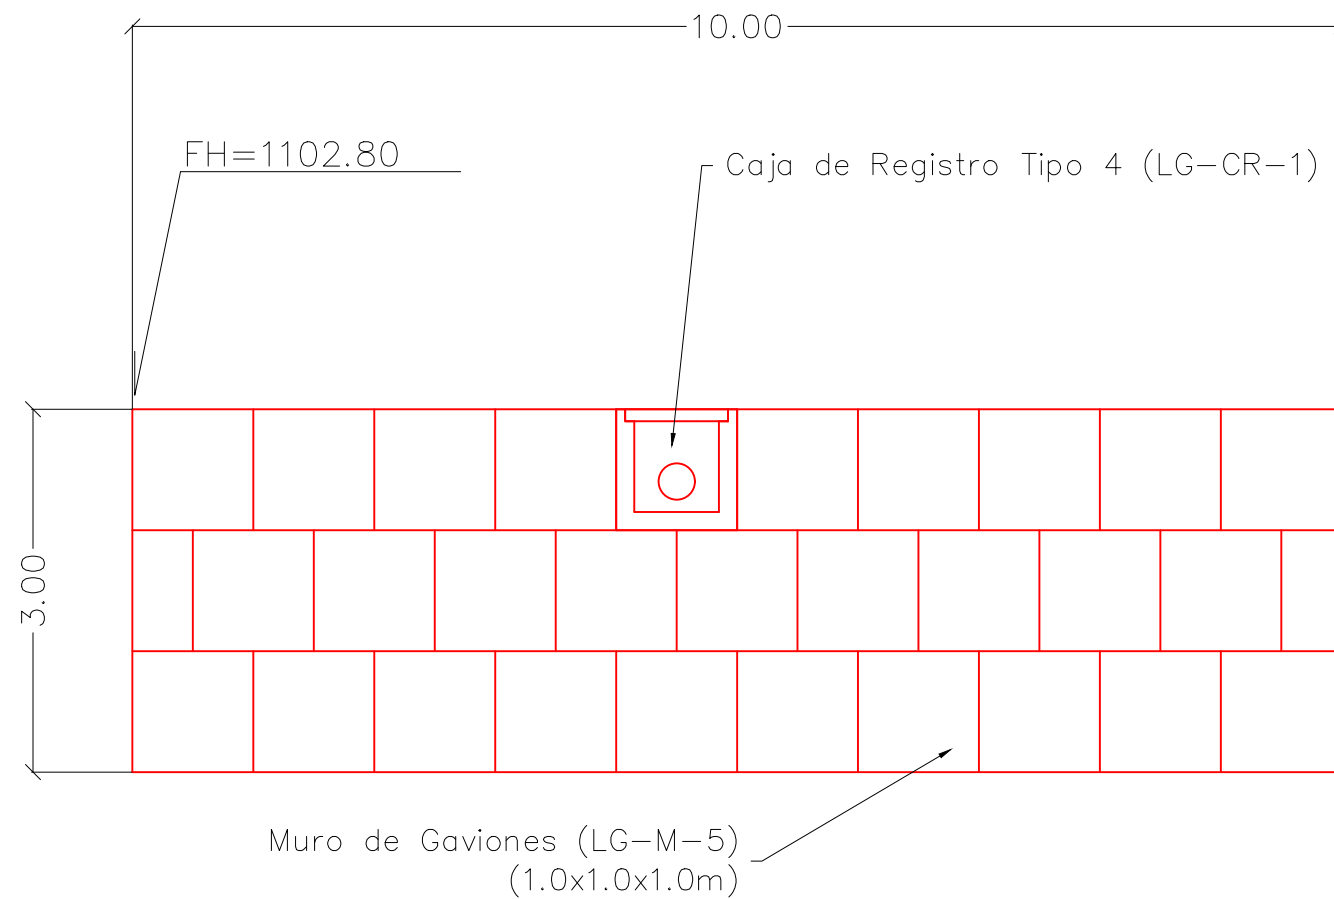 10.00
FH=1102.80
Caja de Registro Tipo 4 (LG-CR-1)
3.00
Muro de Gaviones (LG-M-5)
(1.0x1.0x1.0m)